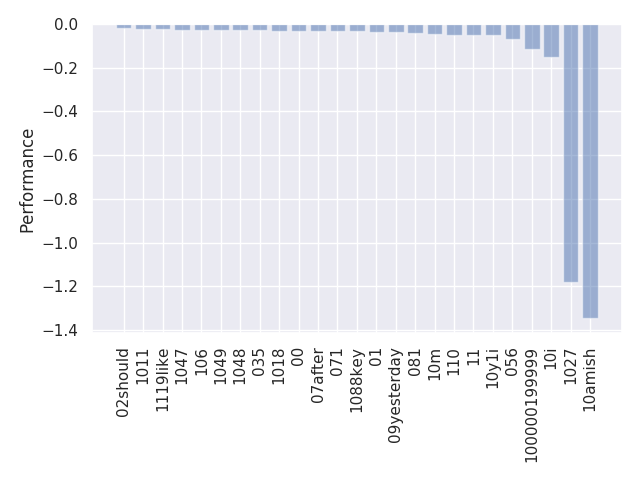 0.0
−0.2
−0.4
−0.6
−0.8
−1.0
−1.2
−1.4
Performance
02should
1011
1119like
1047
106
1049
1048
035
1018
00
07after
071
1088key
01
09yesterday
081
10m
110
11
10y1i
056
100000199999
10i
1027
10amish